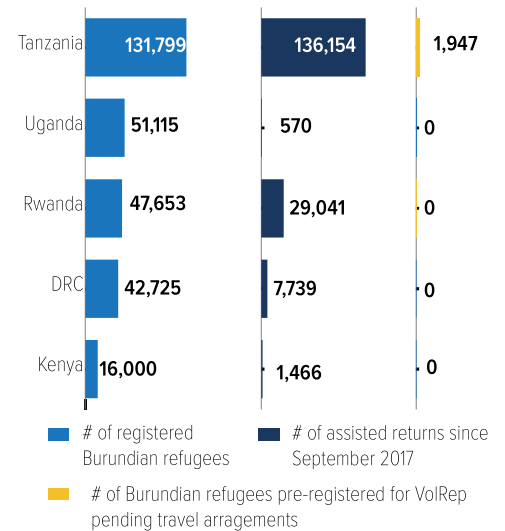 Tanzania 131,799 136,154 1,947
Uganda 51,115 570 0
Rwanda 47,653 29,041 0
DRC 42,725 7,739 0
Kenya 16,000 1,466 0
# of registered
Burundian refugees
# of assisted returns since
September 2017
# of Burundian refugees pre-registered for VolRep
pending travel arragements